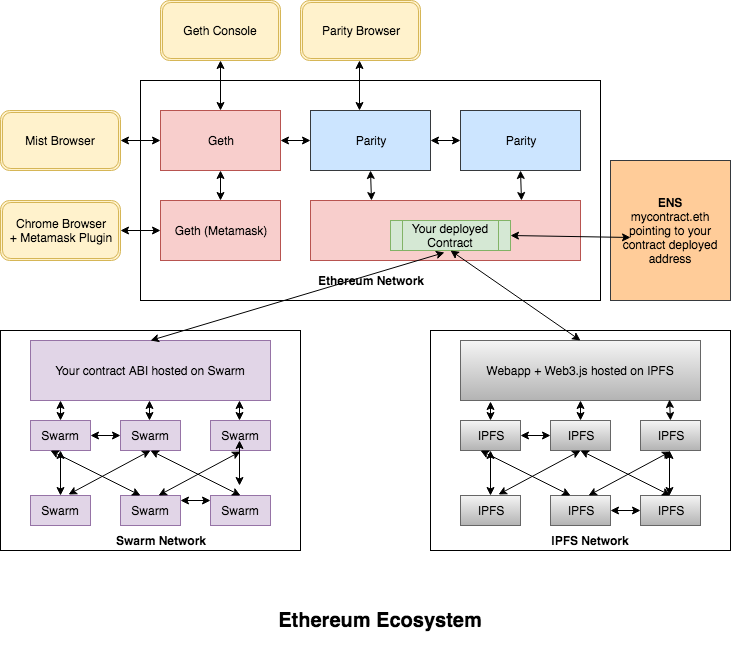 Geth Console
Parity Browser
Mist Browser
Geth
Parity
Parity
Chrome Browser
+ Metamask Plugin
Geth (Metamask)
Your deployed
Contract
ENS
mycontract.eth
pointing to your
contract deployed
address
Ethereum Network
Your contract ABI hosted on Swarm
Webapp + Web3.js hosted on IPFS
Swarm
Swarm
Swarm
IPFS
IPFS
IPFS
Swarm
Swarm
Swarm
IPFS
IPFS
IPFS
Swarm Network
IPFS Network
Ethereum Ecosystem